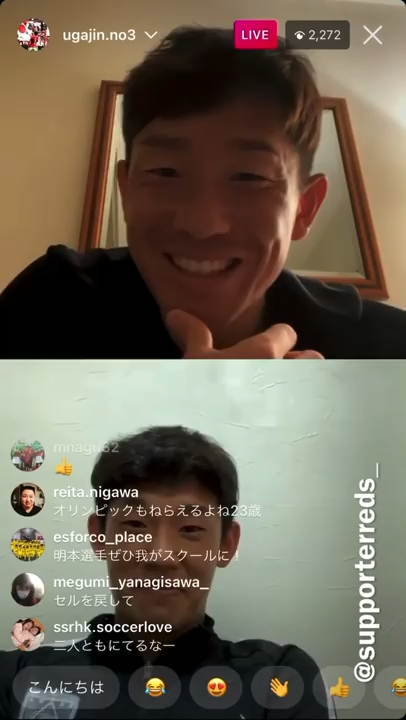 ugajin.no3
LIVE
2,272
mnagu32
👍
reita.nigawa
オリンピックもねらえるよね23歳
esforco_place
明本選手ぜひ我がスクールに！
megumi_yanagisawa_
セルを戻して
ssrhk.soccerlove
二人ともにてるなー
こんにちは
@supporterreds_